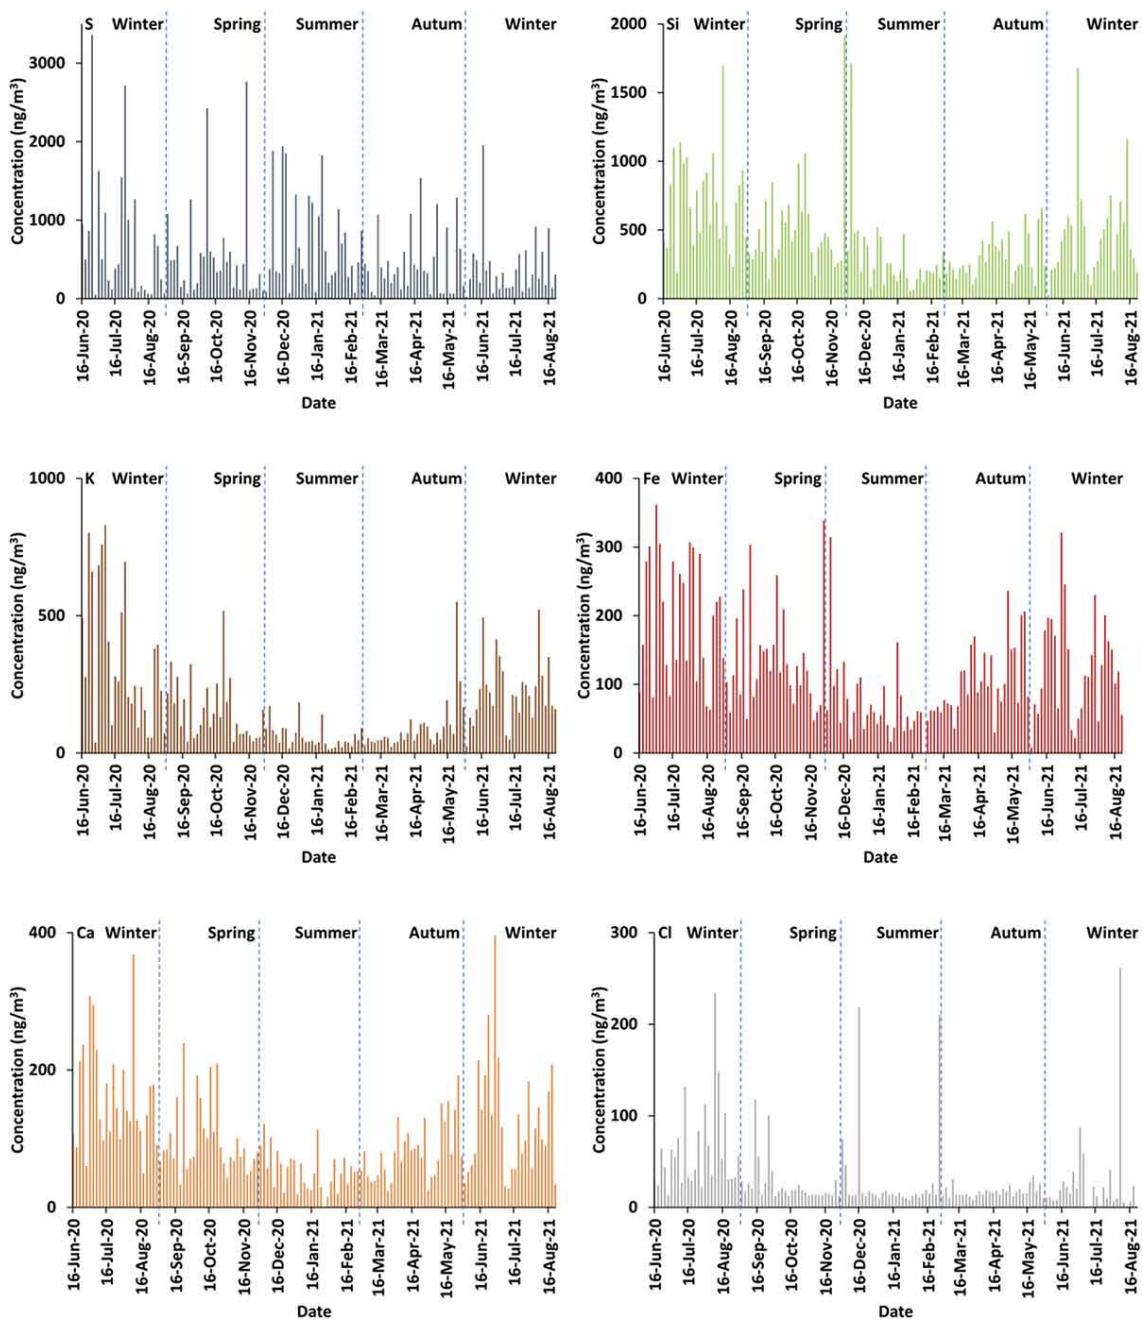 S Winter Spring Summer Autum Winter
Concentration (ng/m³)
3000
2000
1000
0
16-Jun-20 16-Jul-20 16-Aug-20 16-Sep-20 16-Oct-20 16-Nov-20 16-Dec-20 16-Jan-21 16-Feb-21 16-Mar-21 16-Apr-21 16-May-21 16-Jun-21 16-Jul-21 16-Aug-21
Date
Si Winter Spring Summer Autum Winter
Concentration (ng/m³)
2000
1500
1000
500
0
16-Jun-20 16-Jul-20 16-Aug-20 16-Sep-20 16-Oct-20 16-Nov-20 16-Dec-20 16-Jan-21 16-Feb-21 16-Mar-21 16-Apr-21 16-May-21 16-Jun-21 16-Jul-21 16-Aug-21
Date
K Winter Spring Summer Autum Winter
Concentration (ng/m³)
1000
500
0
16-Jun-20 16-Jul-20 16-Aug-20 16-Sep-20 16-Oct-20 16-Nov-20 16-Dec-20 16-Jan-21 16-Feb-21 16-Mar-21 16-Apr-21 16-May-21 16-Jun-21 16-Jul-21 16-Aug-21
Date
Fe Winter Spring Summer Autum Winter
Concentration (ng/m³)
400
300
200
100
0
16-Jun-20 16-Jul-20 16-Aug-20 16-Sep-20 16-Oct-20 16-Nov-20 16-Dec-20 16-Jan-21 16-Feb-21 16-Mar-21 16-Apr-21 16-May-21 16-Jun-21 16-Jul-21 16-Aug-21
Date
Ca Winter Spring Summer Autum Winter
Concentration (ng/m³)
400
200
0
16-Jun-20 16-Jul-20 16-Aug-20 16-Sep-20 16-Oct-20 16-Nov-20 16-Dec-20 16-Jan-21 16-Feb-21 16-Mar-21 16-Apr-21 16-May-21 16-Jun-21 16-Jul-21 16-Aug-21
Date
Cl Winter Spring Summer Autum Winter
Concentration (ng/m³)
300
200
100
0
16-Jun-20 16-Jul-20 16-Aug-20 16-Sep-20 16-Oct-20 16-Nov-20 16-Dec-20 16-Jan-21 16-Feb-21 16-Mar-21 16-Apr-21 16-May-21 16-Jun-21 16-Jul-21 16-Aug-21
Date